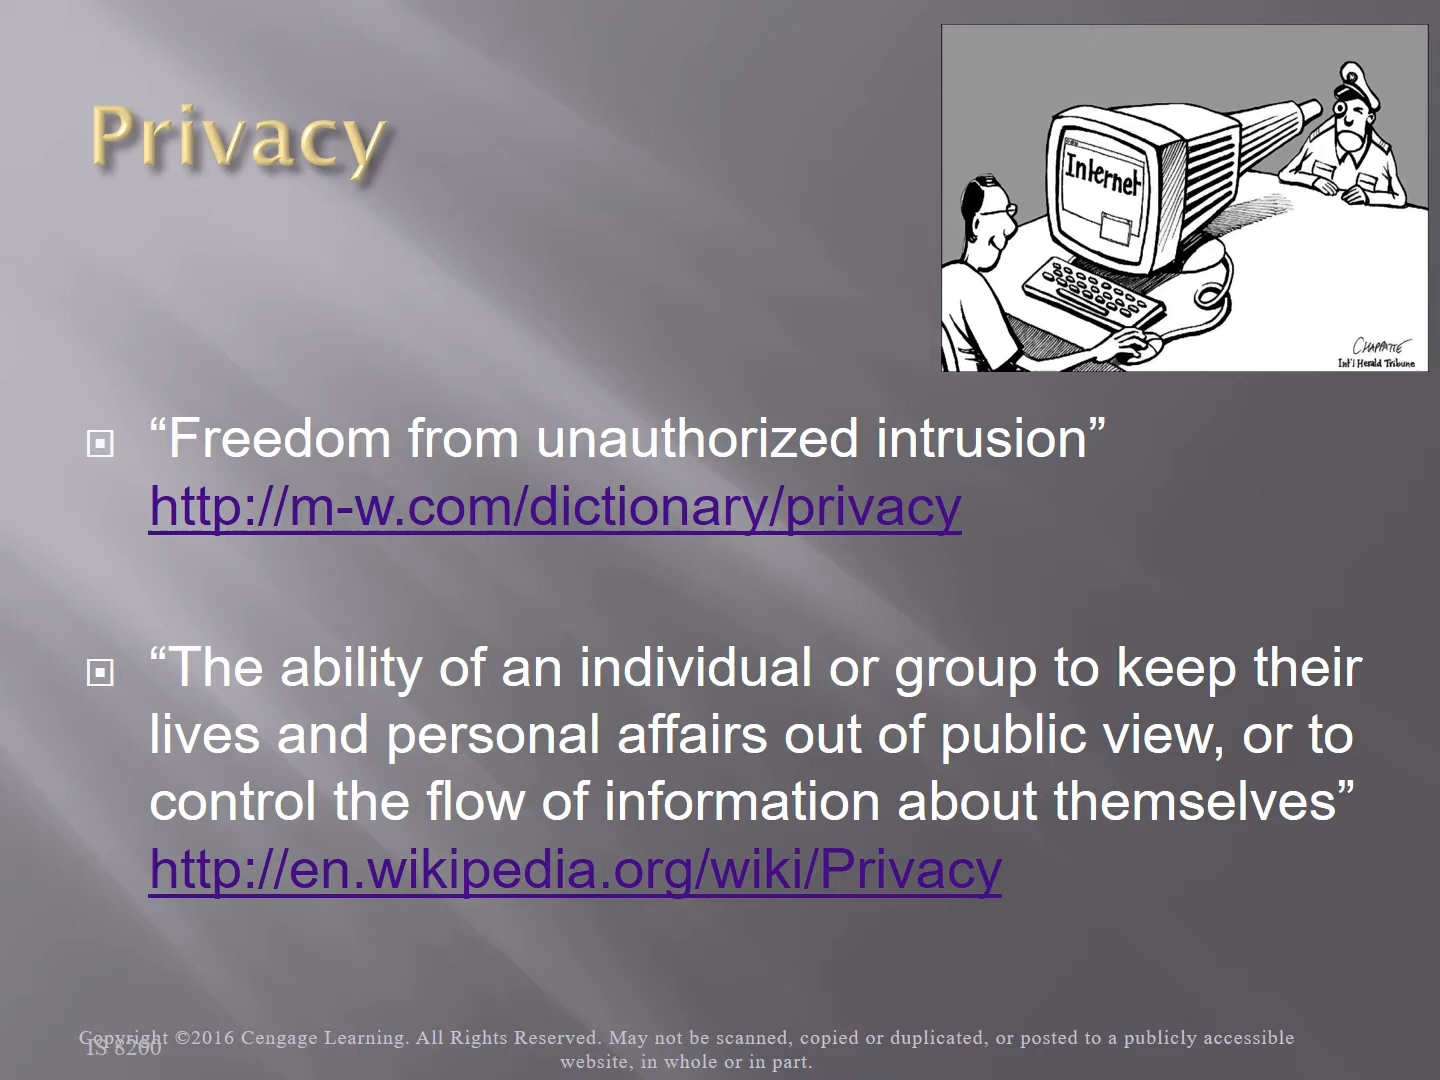 Privacy
Internet
CHAPPATTE
Int'l Herald Tribune
“Freedom from unauthorized intrusion”
http://m-w.com/dictionary/privacy
“The ability of an individual or group to keep their
lives and personal affairs out of public view, or to
control the flow of information about themselves”
http://en.wikipedia.org/wiki/Privacy
Copyright ©2016 Cengage Learning. All Rights Reserved. May not be scanned, copied or duplicated, or posted to a publicly accessible
website, in whole or in part.
IS 8200